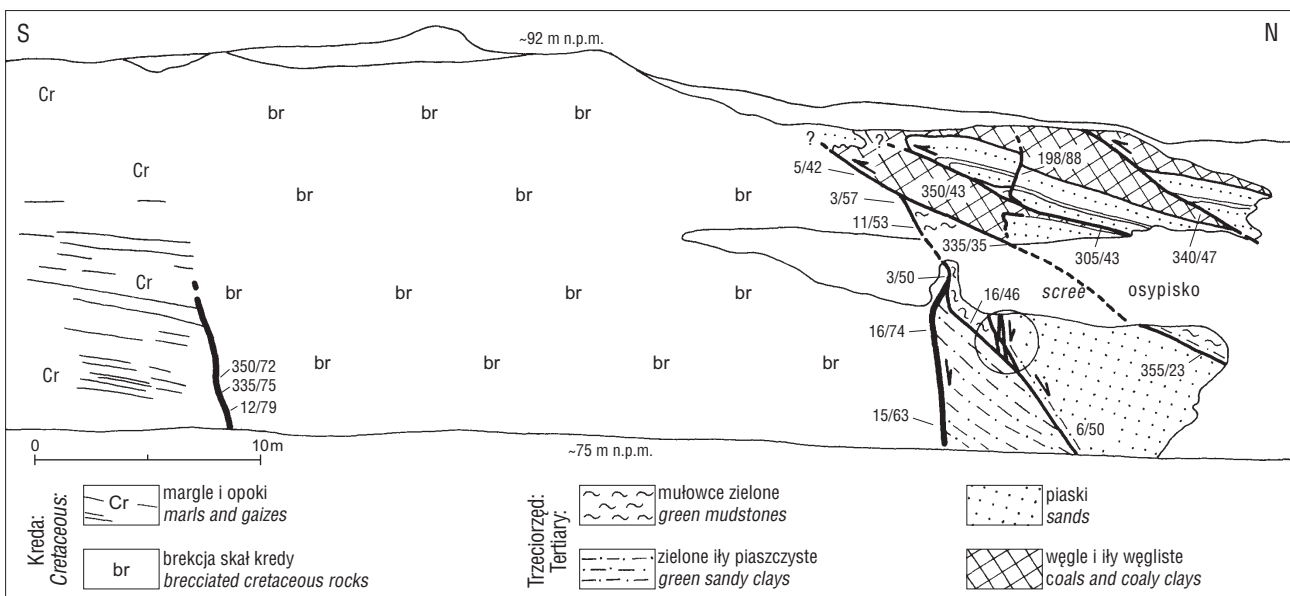 S
~92 m n.p.m.
N
Cr
br br br
? ?
198/88
5/42
Cr
br br br
350/43
3/57
11/53
335/35
305/43
340/47
Cr
br br br br
3/50
scree osypisko
16/46
16/74
Cr
350/72
br br br br
355/23
335/75
12/79
15/63
6/50
0 10m
~75 m n.p.m.
Kreda:
Cretaceous:
Cr
margle i opoki
marls and gaizes
br
brekcja skał kredy
brecciated cretaceous rocks
Trzeciorzęd:
Tertiary:
mułowce zielone
green mudstones
zielone iły piaszczyste
green sandy clays
piaski
sands
węgle i iły węgliste
coals and coaly clays